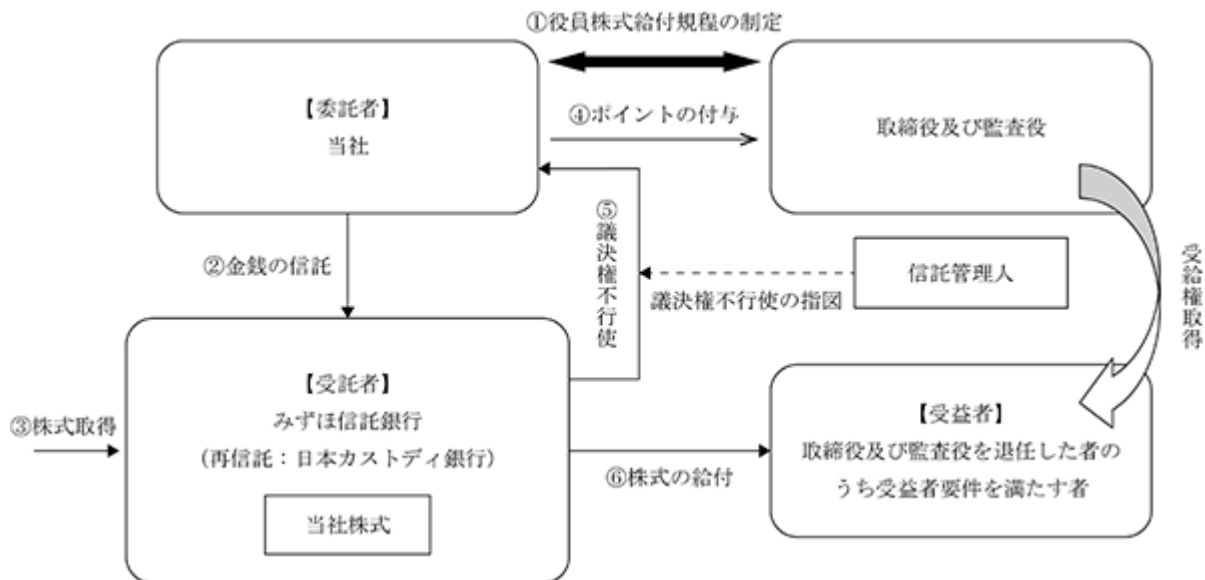 ①役員株式給付規程の制定
【委託者】
当社
④ポイントの付与
取締役及び監査役
②金銭の信託
⑤議決権不行使
議決権不行使の指図
信託管理人
受給権取得
③株式取得
【受託者】
みずほ信託銀行
(再信託：日本カストディ銀行)
当社株式
⑥株式の給付
【受益者】
取締役及び監査役を退任した者の
うち受益者要件を満たす者